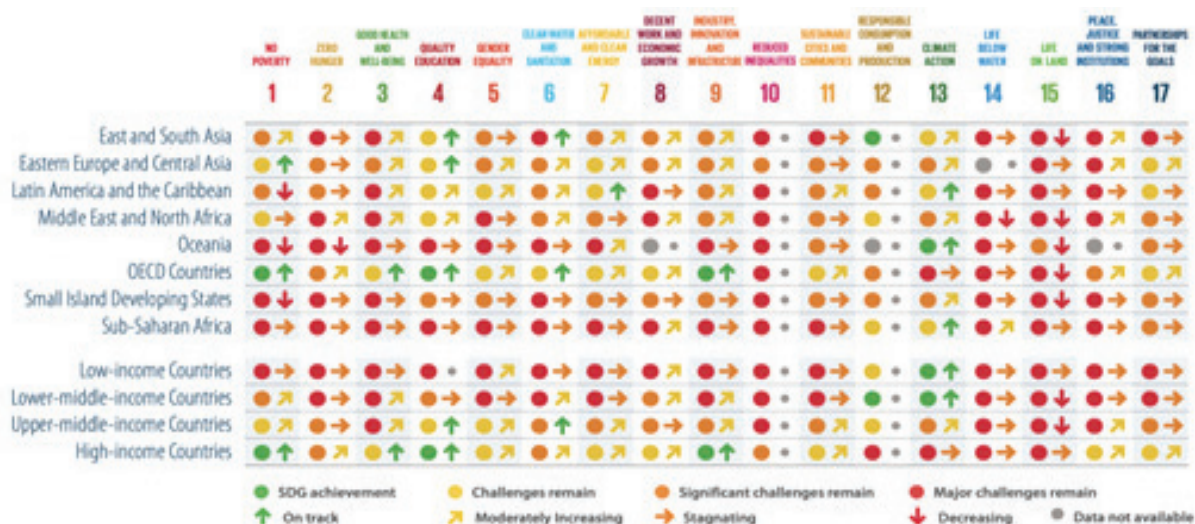 NO POVERTY
ZERO HUNGER
GOOD HEALTH AND WELL-BEING
QUALITY EDUCATION
GENDER EQUALITY
CLEAN WATER AND SANITATION
AFFORDABLE AND CLEAN ENERGY
DECENT WORK AND ECONOMIC GROWTH
INDUSTRY, INNOVATION AND INFRASTRUCTURE
REDUCED INEQUALITIES
SUSTAINABLE CITIES AND COMMUNITIES
RESPONSIBLE CONSUMPTION AND PRODUCTION
CLIMATE ACTION
LIFE BELOW WATER
LIFE ON LAND
PEACE, JUSTICE AND STRONG INSTITUTIONS
PARTNERSHIPS FOR THE GOALS
1 2 3 4 5 6 7 8 9 10 11 12 13 14 15 16 17
East and South Asia
Eastern Europe and Central Asia
Latin America and the Caribbean
Middle East and North Africa
Oceania
OECD Countries
Small Island Developing States
Sub-Saharan Africa
Low-income Countries
Lower-middle-income Countries
Upper-middle-income Countries
High-income Countries
SDG achievement Challenges remain Significant challenges remain Major challenges remain
On track Moderately Increasing Stagnating Decreasing Data not available